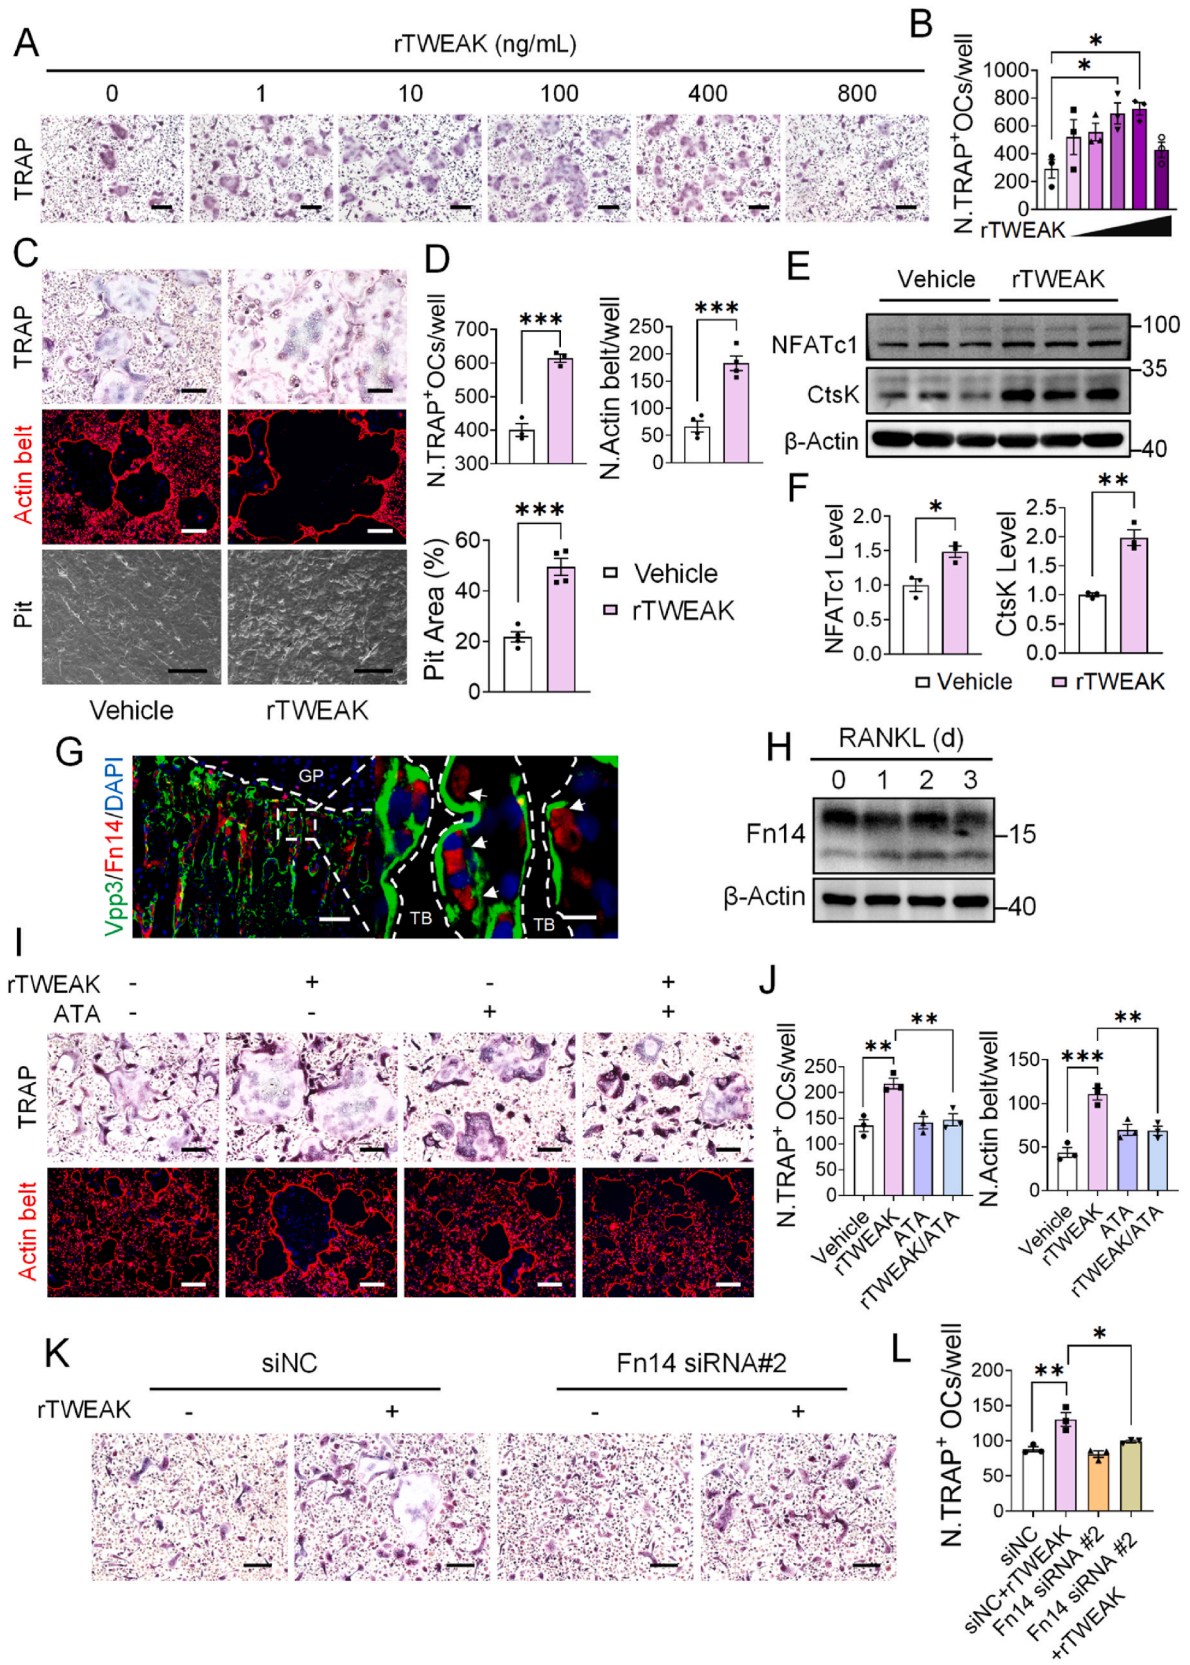 A
rTWEAK (ng/mL)
0 1 10 100 400 800
TRAP
B
* *
N.TRAP⁺OCs/well
1000
800
600
400
200
0
rTWEAK
C
TRAP
Actin belt
Pit
Vehicle rTWEAK
D
N.TRAP⁺OCs/well
700
600
500
400
300
***
N.Actin belt/well
250
200
150
100
50
0
***
Pit Area (%)
60
40
20
0
***
Vehicle
rTWEAK
E
Vehicle rTWEAK
NFATc1
100
35
CtsK
β-Actin
40
F
NFATc1 Level
2.0
1.5
1.0
0.5
0.0
*
CtsK Level
2.5
2.0
1.5
1.0
0.5
0.0
**
Vehicle rTWEAK
G
Vpp3/Fn14/DAPI
GP
TB TB
H
RANKL (d)
0 1 2 3
Fn14
15
β-Actin
40
I
rTWEAK - + - +
ATA - - + +
TRAP
Actin belt
J
N.TRAP⁺ OCs/well
250
200
150
100
50
0
** **
Vehicle
rTWEAK
ATA
rTWEAK/ATA
N.Actin belt/well
150
100
50
0
*** **
Vehicle
rTWEAK
ATA
rTWEAK/ATA
K
siNC Fn14 siRNA#2
rTWEAK - + - +
L
N.TRAP⁺ OCs/well
200
150
100
50
0
** *
siNC
siNC+rTWEAK
Fn14 siRNA #2
Fn14 siRNA #2
+rTWEAK